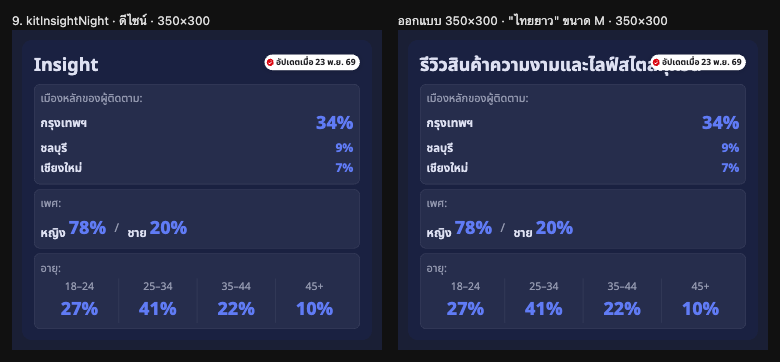 9. kitInsightNight · ดีไซน์ · 350×300
Insight
อัปเดตเมื่อ 23 พ.ย. 69
เมืองหลักของผู้ติดตาม:
กรุงเทพฯ 34%
ชลบุรี 9%
เชียงใหม่ 7%
เพศ:
หญิง 78% / ชาย 20%
อายุ:
18–24 25–34 35–44 45+
27% 41% 22% 10%
ออกแบบ 350×300 · "ไทยยาว" ขนาด M · 350×300
รีวิวสินค้าความงามและไลฟ์สไตล์
อัปเดตเมื่อ 23 พ.ย. 69
เมืองหลักของผู้ติดตาม:
กรุงเทพฯ 34%
ชลบุรี 9%
เชียงใหม่ 7%
เพศ:
หญิง 78% / ชาย 20%
อายุ:
18–24 25–34 35–44 45+
27% 41% 22% 10%